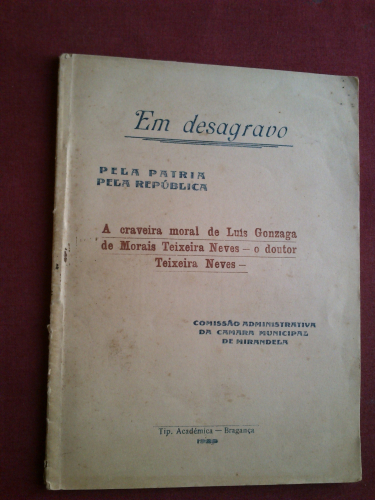 Em desagravo
PELA PATRIA
PELA REPÚBLICA
A craveira moral de Luis Gonzaga
de Morais Teixeira Neves — o doutor
Teixeira Neves —
COMISSÃO ADMINISTRATIVA
DA CAMARA MUNICIPAL
DE MIRANDELA
Tip. Académica — Bragança